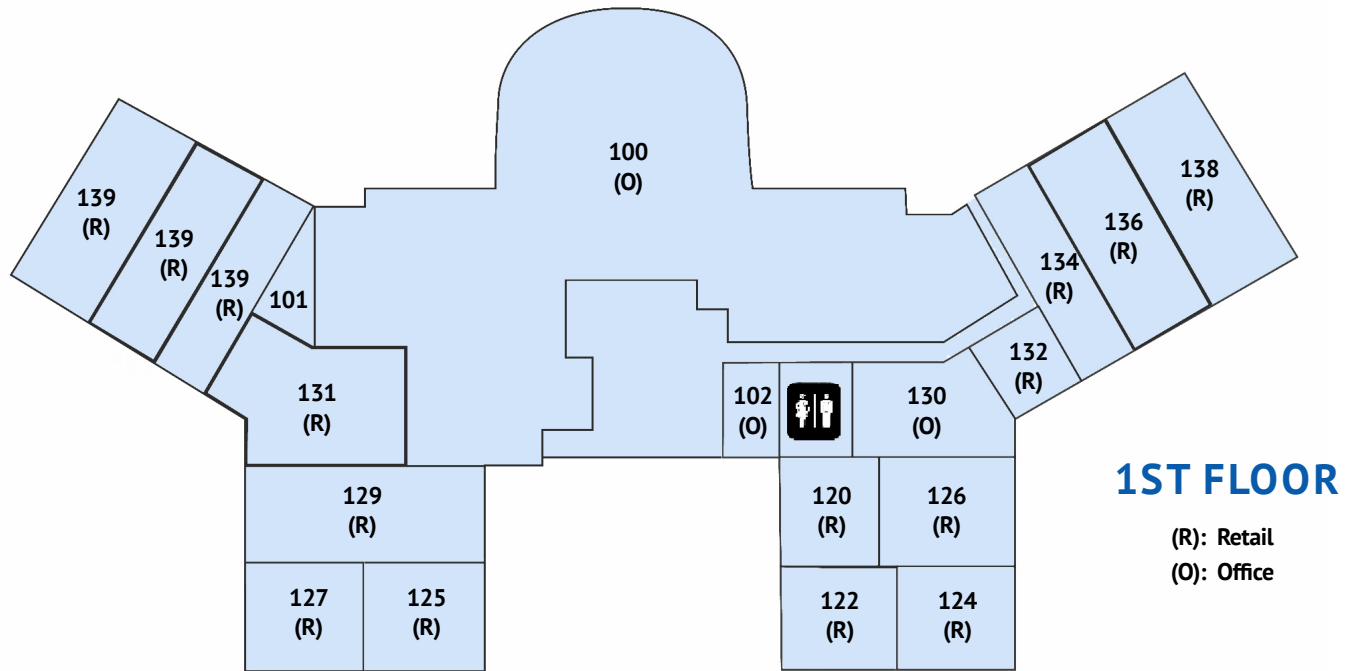 100
(O)
138
(R)
139
(R)
136
(R)
139
(R)
134
(R)
139
(R)
101
132
(R)
131
(R)
102
(O)
130
(O)
1ST FLOOR
129
(R)
120
(R)
126
(R)
(R): Retail
(O): Office
127
(R)
125
(R)
122
(R)
124
(R)